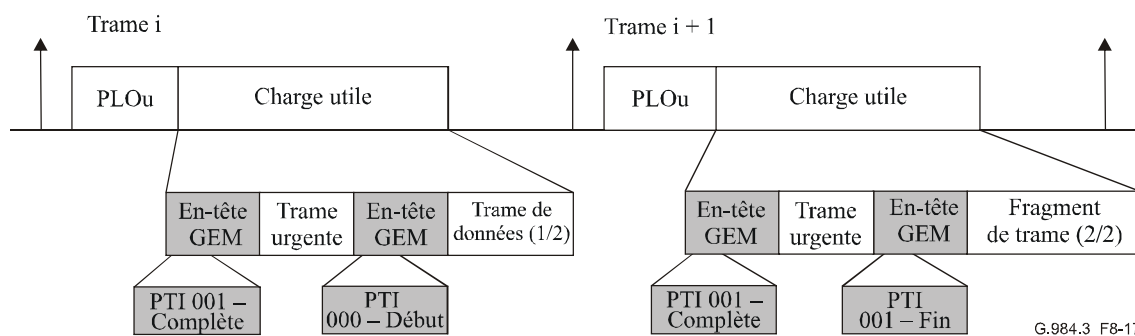 Trame i
Trame i + 1
PLOu
Charge utile
PLOu
Charge utile
En-tête
GEM
Trame
urgente
En-tête
GEM
Trame de
données (1/2)
En-tête
GEM
Trame
urgente
En-tête
GEM
Fragment
de trame (2/2)
PTI 001 –
Complète
PTI
000 – Début
PTI 001 –
Complète
PTI
001 – Fin